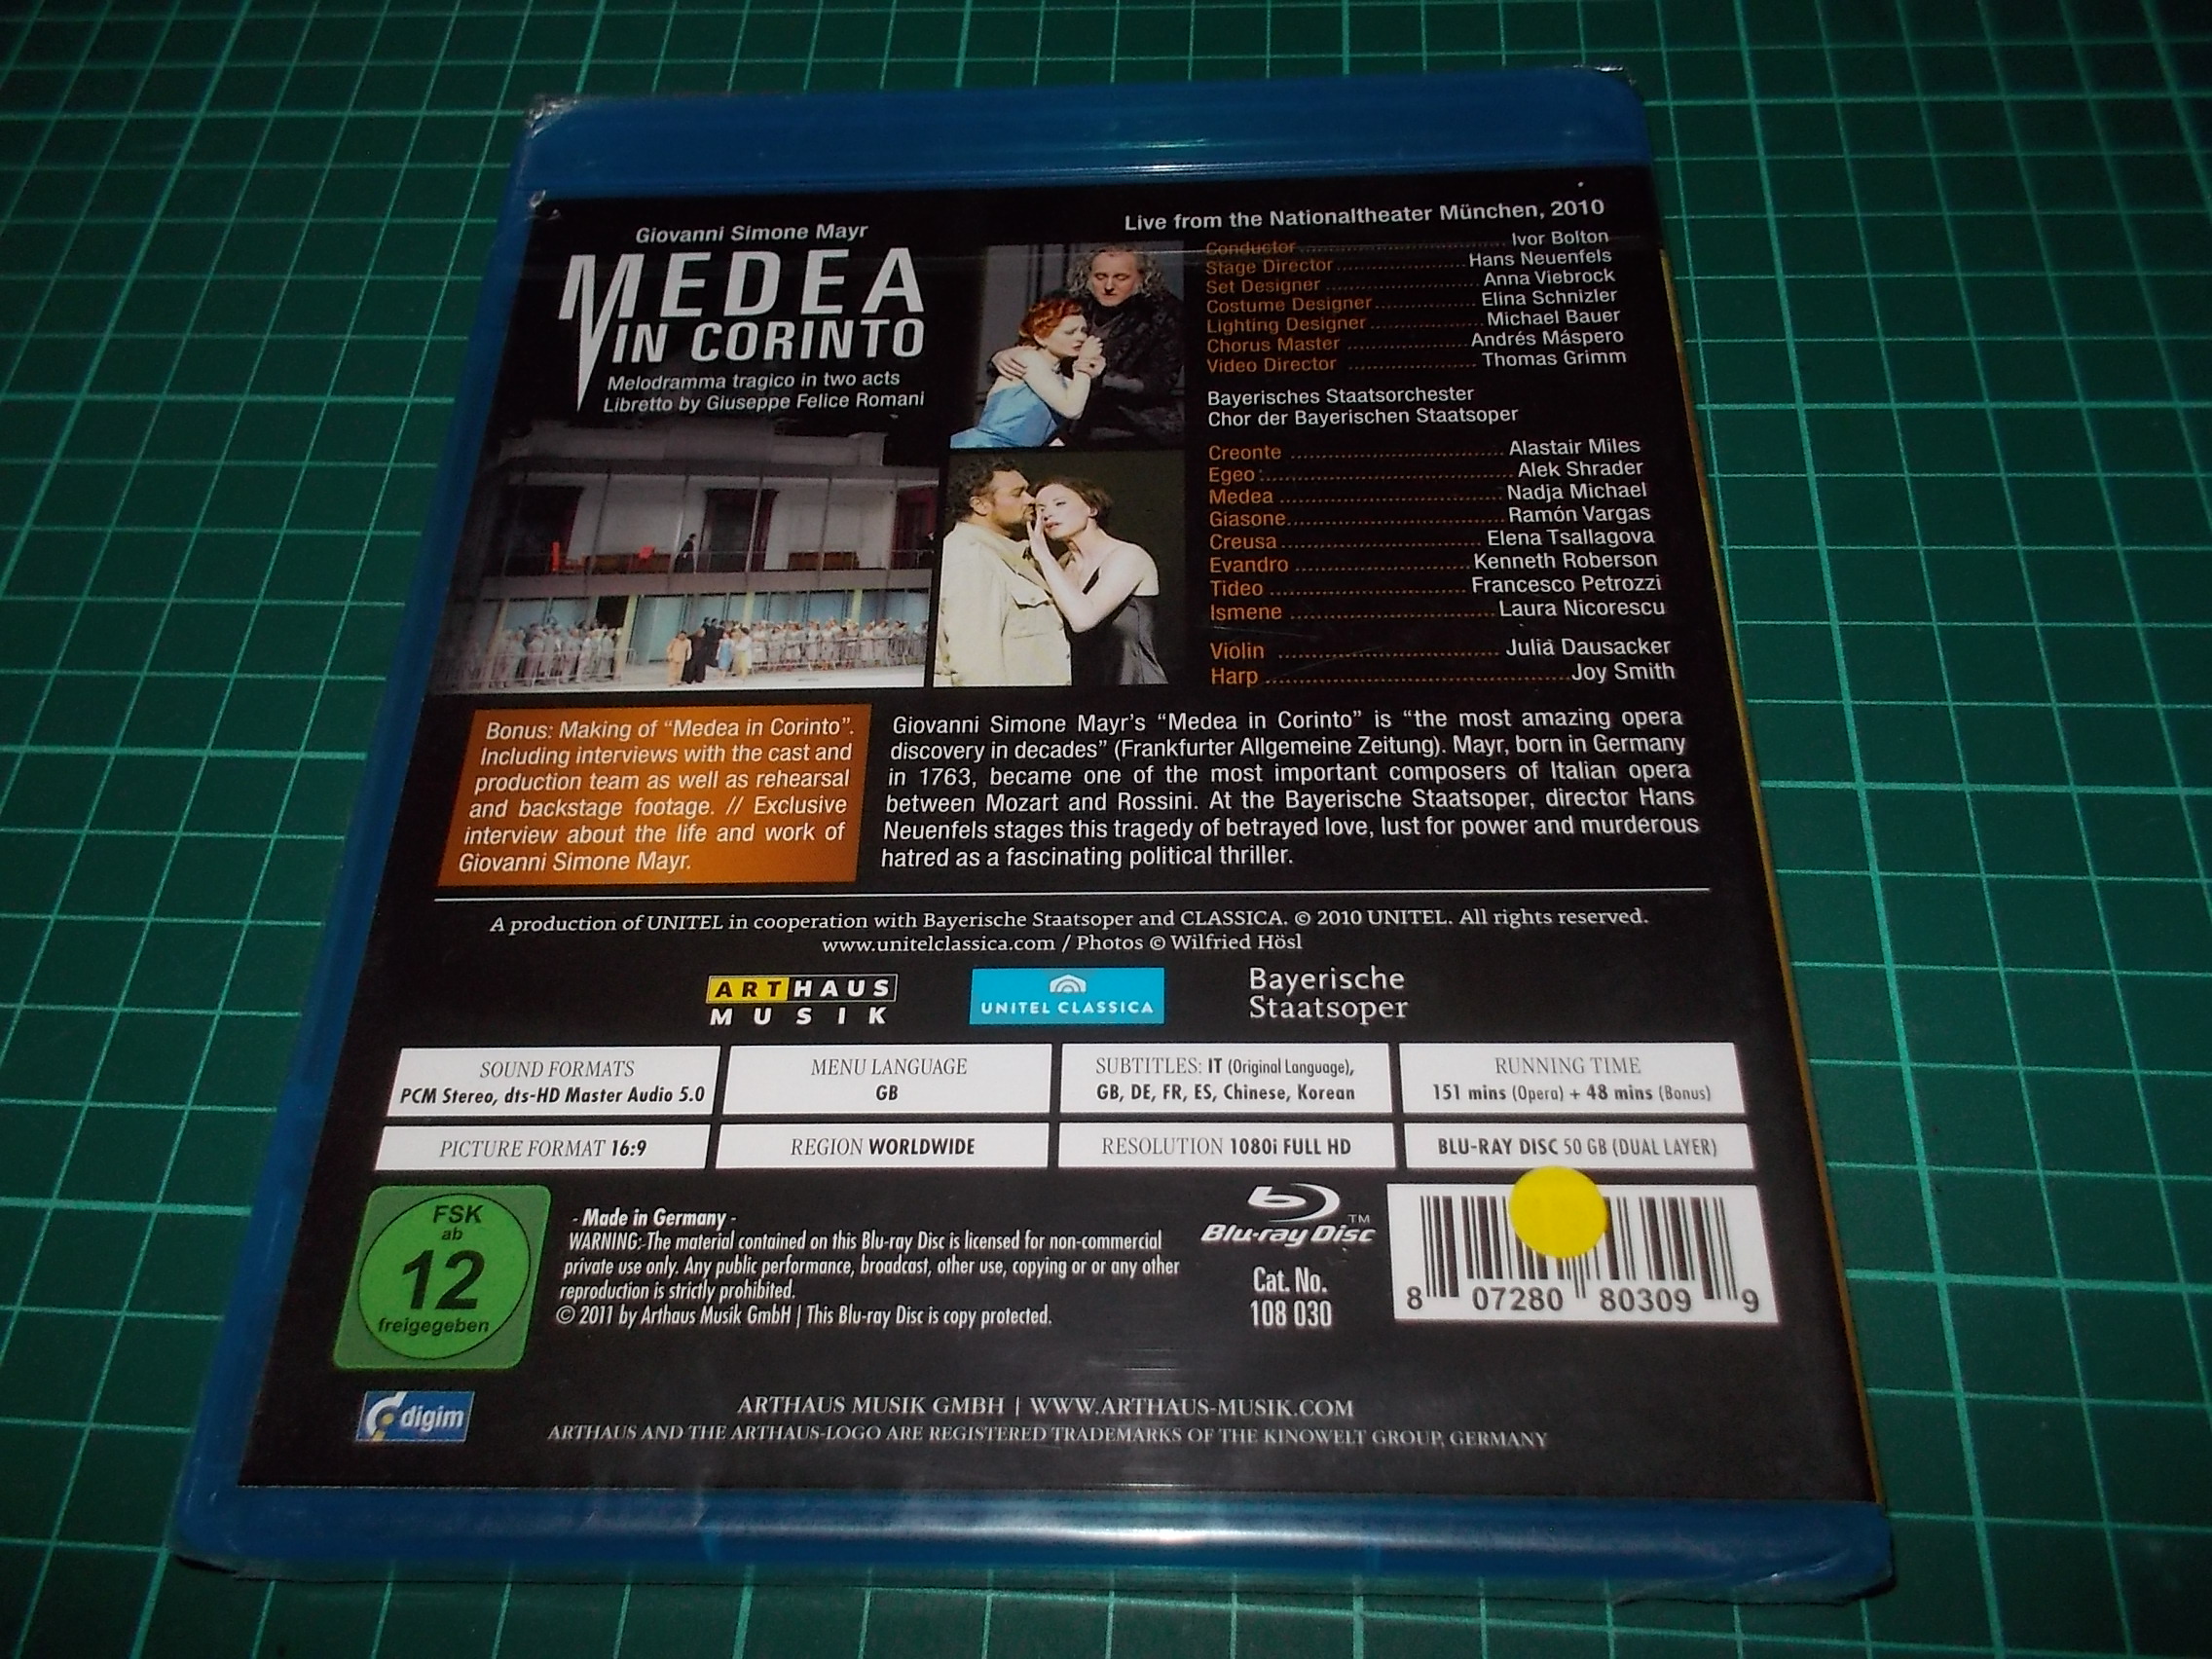 Giovanni Simone Mayr
MEDEA
IN CORINTO
Melodramma tragico in two acts
Libretto by Giuseppe Felice Romani
Live from the Nationaltheater München, 2010
Conductor ........ Ivor Bolton
Stage Director ........ Hans Neuenfels
Set Designer ........ Anna Viebrock
Costume Designer ........ Elina Schnizler
Lighting Designer ........ Michael Bauer
Chorus Master ........ Andrés Máspero
Video Director ........ Thomas Grimm
Bayerisches Staatsorchester
Chor der Bayerischen Staatsoper
Creonte ........ Alastair Miles
Egeo ........ Alek Shrader
Medea ........ Nadja Michael
Giasone ........ Ramón Vargas
Creusa ........ Elena Tsallagova
Evandro ........ Kenneth Roberson
Tideo ........ Francesco Petrozzi
Ismene ........ Laura Nicorescu
Violin ........ Julia Dausacker
Harp ........ Joy Smith
Bonus: Making of “Medea in Corinto”.
Including interviews with the cast and
production team as well as rehearsal
and backstage footage. // Exclusive
interview about the life and work of
Giovanni Simone Mayr.
Giovanni Simone Mayr’s “Medea in Corinto” is “the most amazing opera
discovery in decades” (Frankfurter Allgemeine Zeitung). Mayr, born in Germany
in 1763, became one of the most important composers of Italian opera
between Mozart and Rossini. At the Bayerische Staatsoper, director Hans
Neuenfels stages this tragedy of betrayed love, lust for power and murderous
hatred as a fascinating political thriller.
A production of UNITEL in cooperation with Bayerische Staatsoper and CLASSICA. © 2010 UNITEL. All rights reserved.
www.unitelclassica.com / Photos © Wilfried Hösl
ARTHAUS
MUSIK
UNITEL CLASSICA
Bayerische
Staatsoper
SOUND FORMATS
PCM Stereo, dts-HD Master Audio 5.0
MENU LANGUAGE
GB
SUBTITLES: IT (Original Language),
GB, DE, FR, ES, Chinese, Korean
RUNNING TIME
151 mins (Opera) + 48 mins (Bonus)
PICTURE FORMAT 16:9
REGION WORLDWIDE
RESOLUTION 1080i FULL HD
BLU-RAY DISC 50 GB (DUAL LAYER)
FSK
ab
12
freigegeben
- Made in Germany -
WARNING: The material contained on this Blu-ray Disc is licensed for non-commercial
private use only. Any public performance, broadcast, other use, copying or or any other
reproduction is strictly prohibited.
© 2011 by Arthaus Musik GmbH | This Blu-ray Disc is copy protected.
Blu-ray Disc™
Cat. No.
108 030
8 07280 80309 9
digim
ARTHAUS MUSIK GMBH | WWW.ARTHAUS-MUSIK.COM
ARTHAUS AND THE ARTHAUS-LOGO ARE REGISTERED TRADEMARKS OF THE KINOWELT GROUP, GERMANY